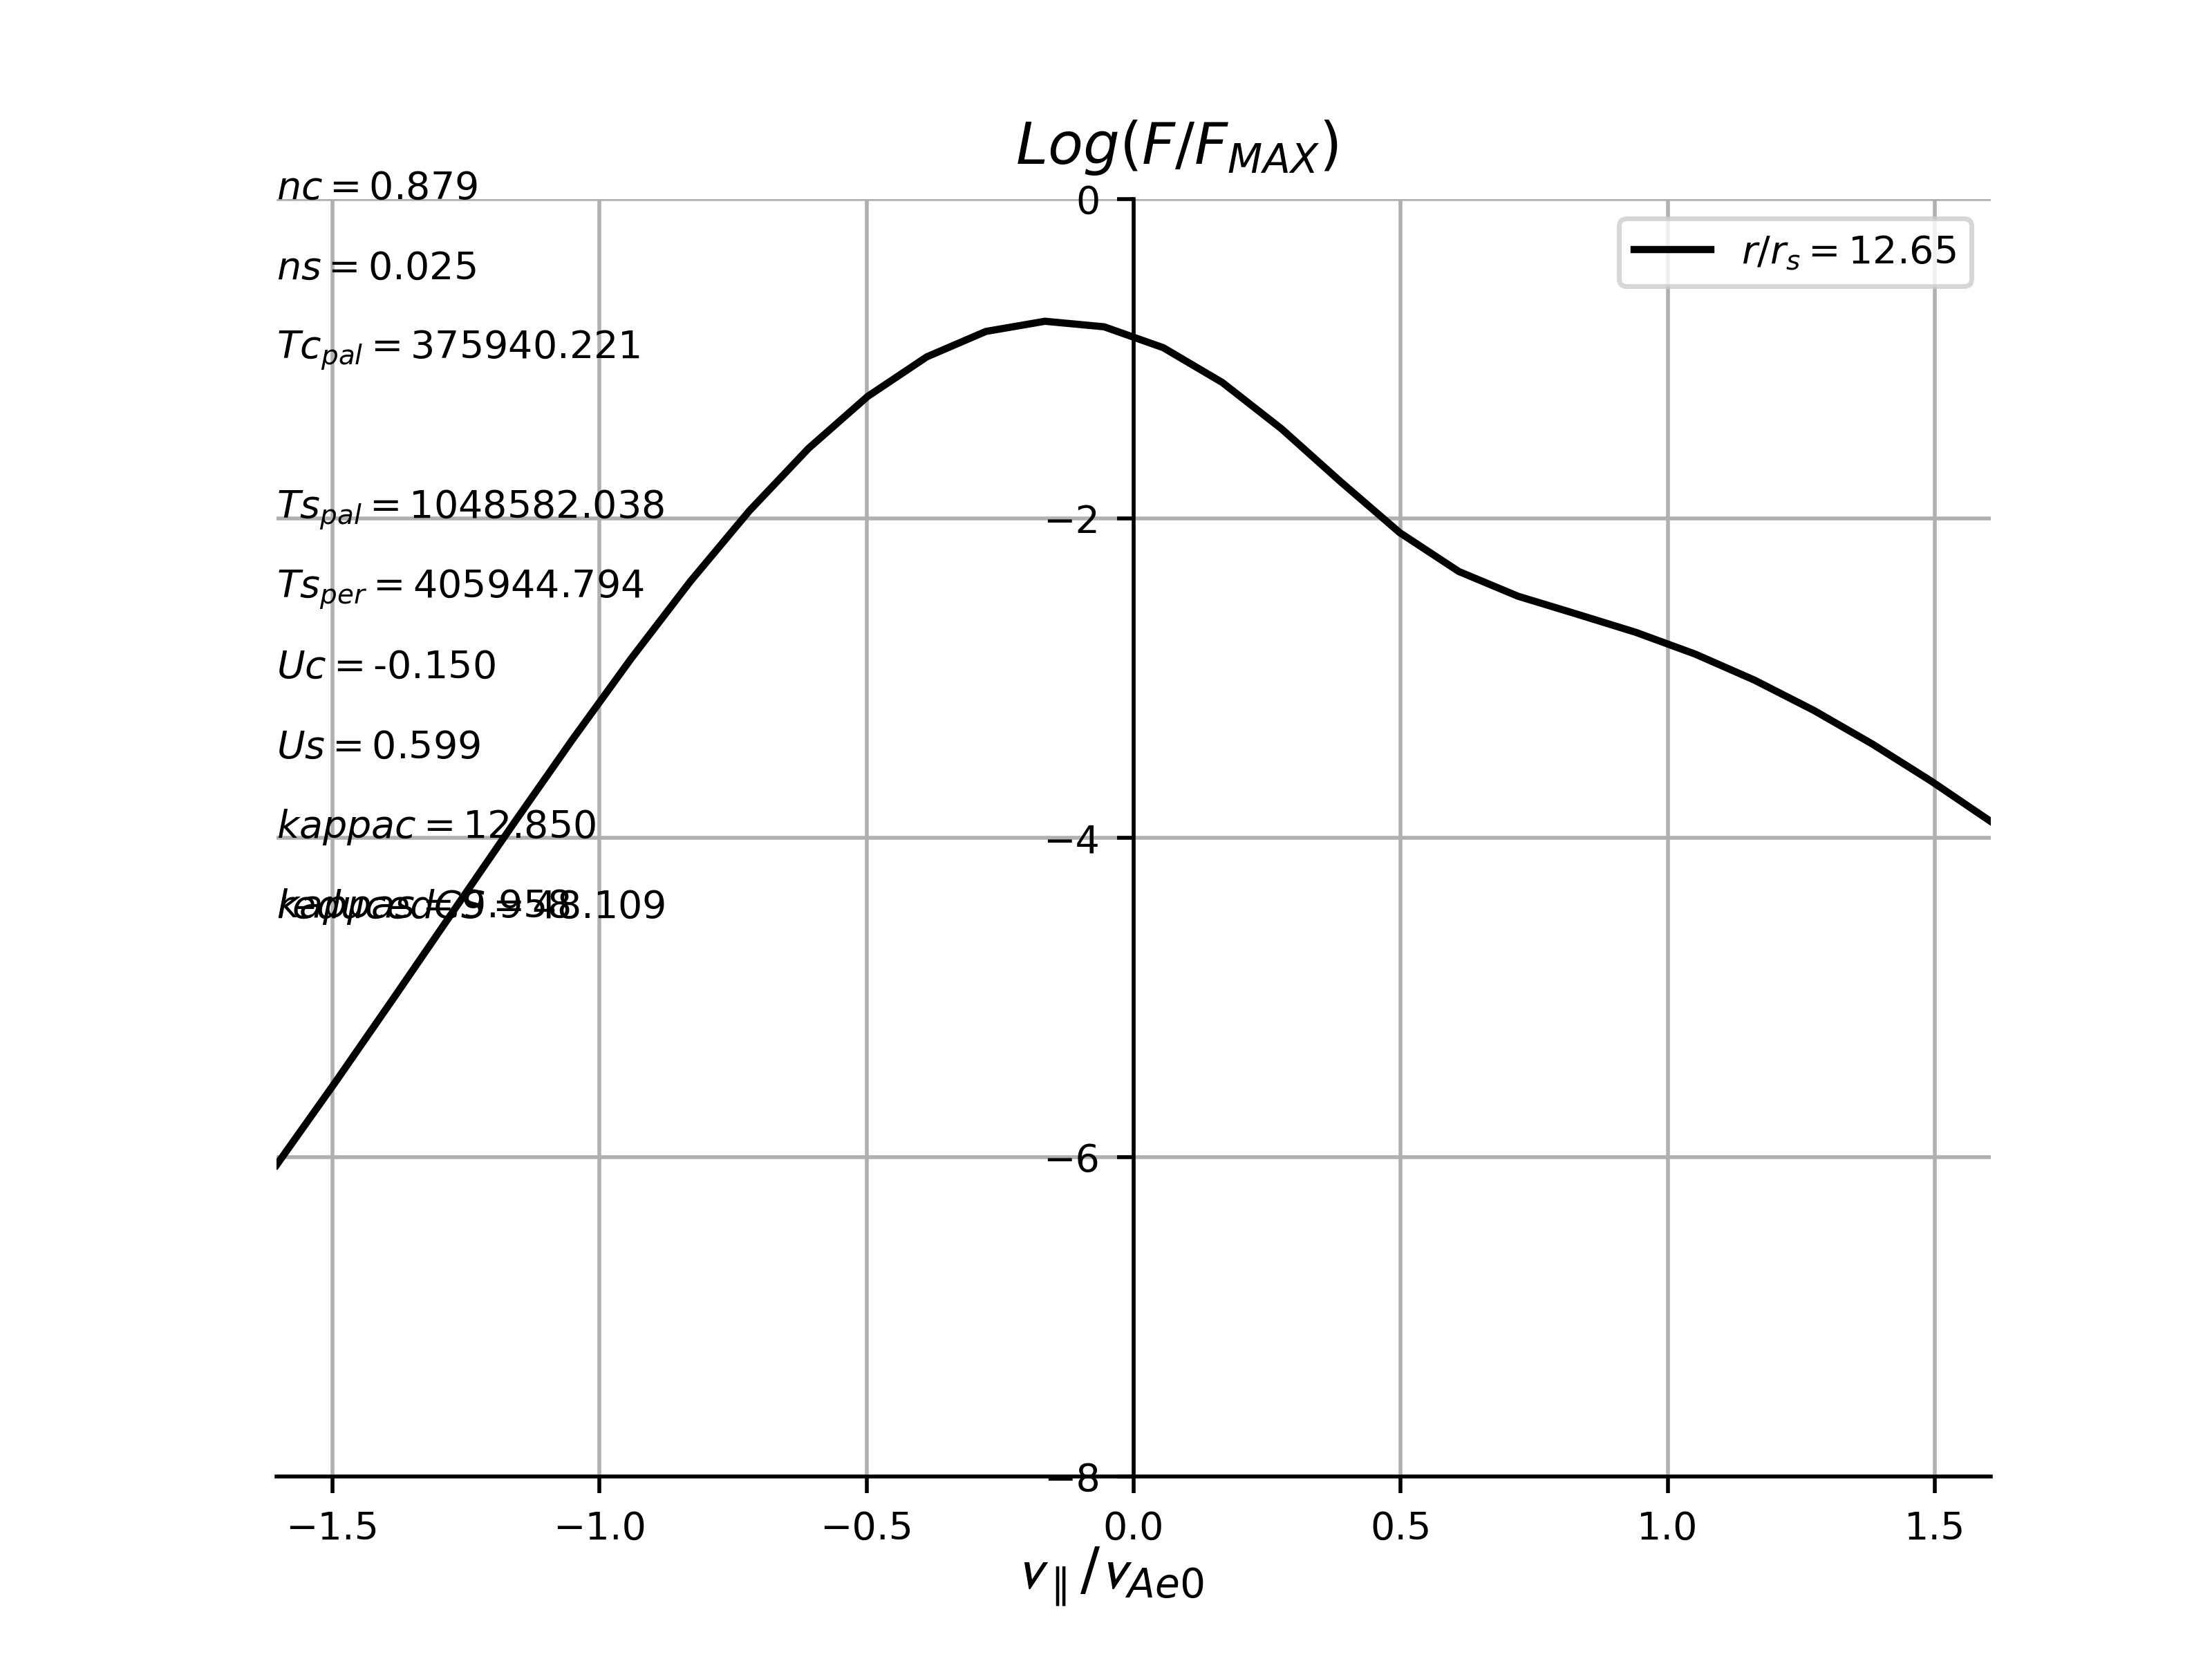 Log(F/F_MAX)
nc = 0.879
0
r/r_s = 12.65
ns = 0.025
Tc_pal = 375940.221
Ts_pal = 1048582.038
−2
Ts_per = 405944.794
Uc = -0.150
Us = 0.599
kappac = 12.850
−4
−6
−8
−1.5 −1.0 −0.5 0.0 0.5 1.0 1.5
v_∥/v_Ae0